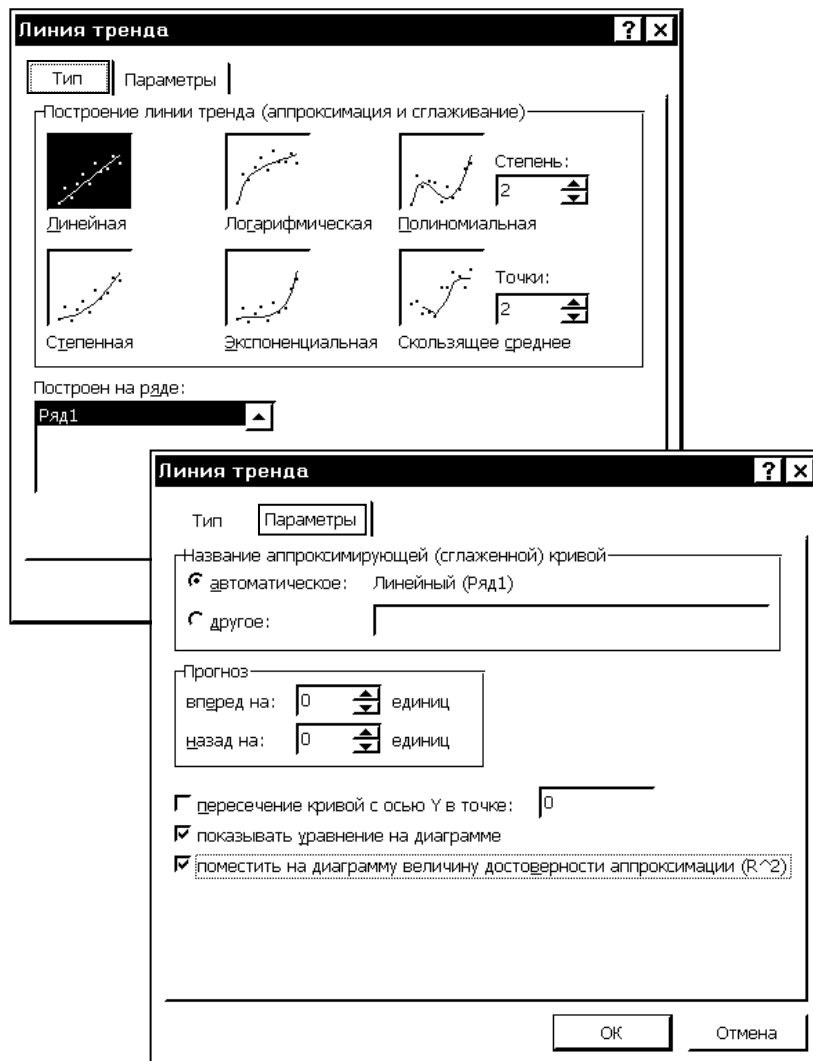 Линия тренда
Тип Параметры
Построение линии тренда (аппроксимация и сглаживание)
Степень:
2
Линейная Логарифмическая Полиномиальная
Точки:
2
Степенная Экспоненциальная Скользящее среднее
Построен на ряде:
Ряд1
Линия тренда
Тип Параметры
Название аппроксимирующей (сглаженной) кривой
автоматическое: Линейный (Ряд1)
другое:
Прогноз
вперед на: 0 единиц
назад на: 0 единиц
пересечение кривой с осью Y в точке: 0
показывать уравнение на диаграмме
поместить на диаграмму величину достоверности аппроксимации (R^2)
ОК Отмена